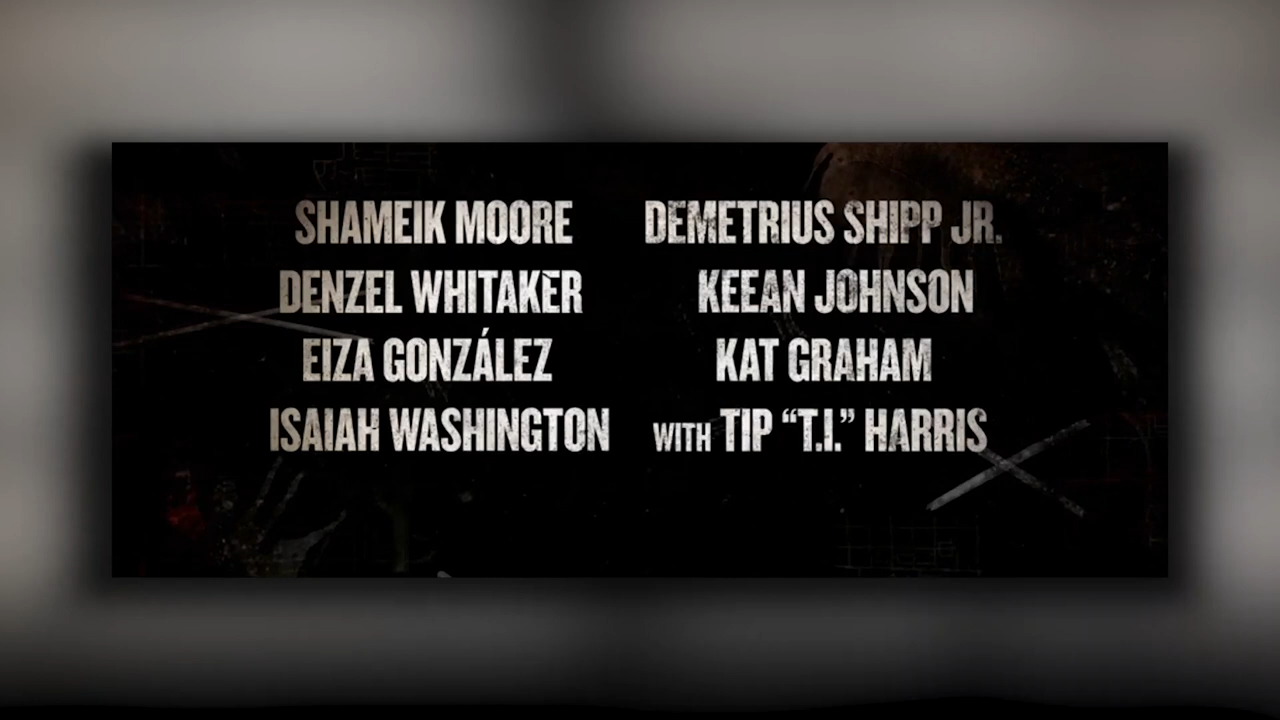 SHAMEIK MOORE
DEMETRIUS SHIPP JR.
DENZEL WHITAKER
KEEAN JOHNSON
EIZA GONZÁLEZ
KAT GRAHAM
ISAIAH WASHINGTON
WITH TIP “T.I.” HARRIS